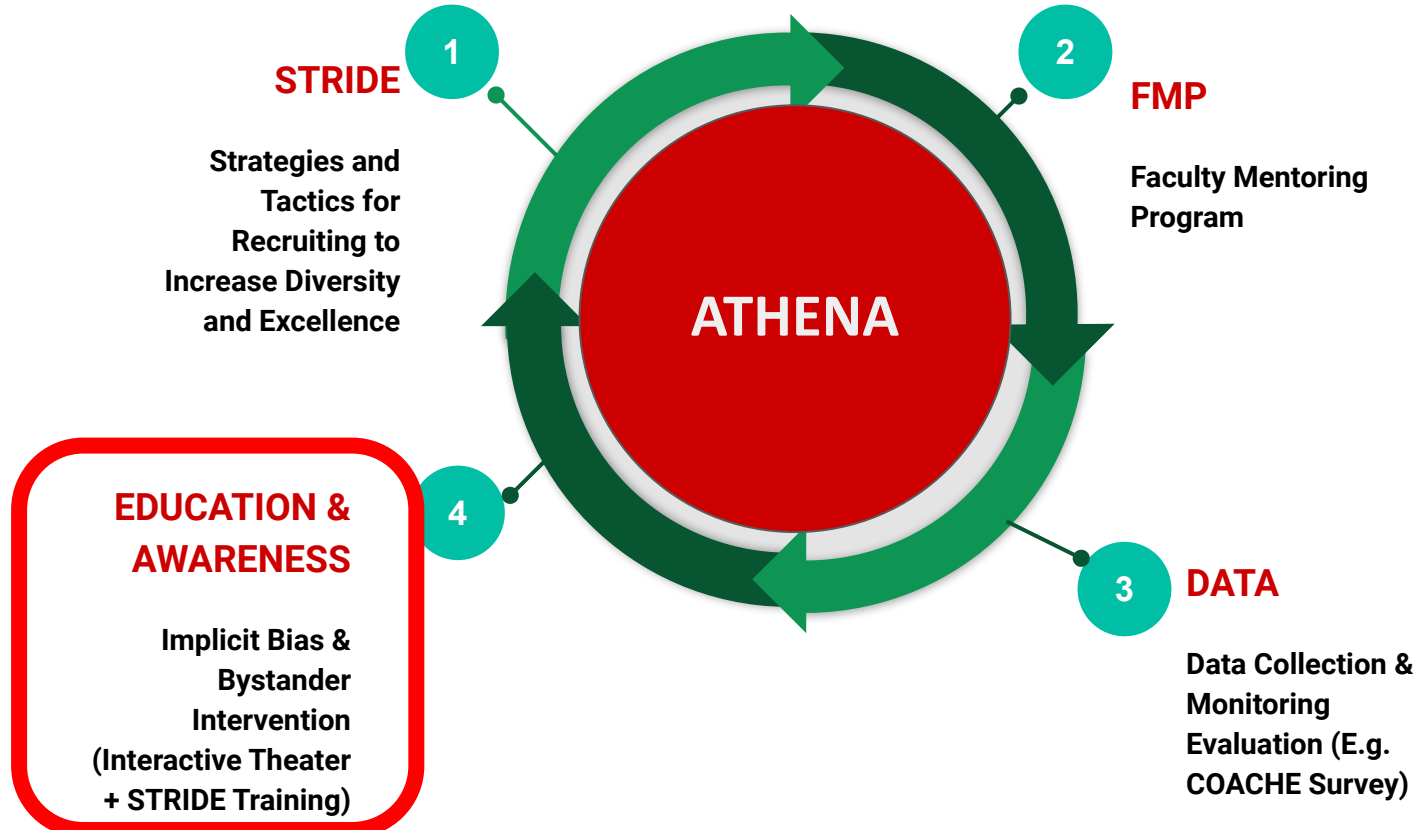 1
STRIDE
Strategies and
Tactics for
Recruiting to
Increase Diversity
and Excellence
2
FMP
Faculty Mentoring
Program
ATHENA
EDUCATION &
AWARENESS
4
Implicit Bias &
Bystander
Intervention
(Interactive Theater
+ STRIDE Training)
3
DATA
Data Collection &
Monitoring
Evaluation (E.g.
COACHE Survey)